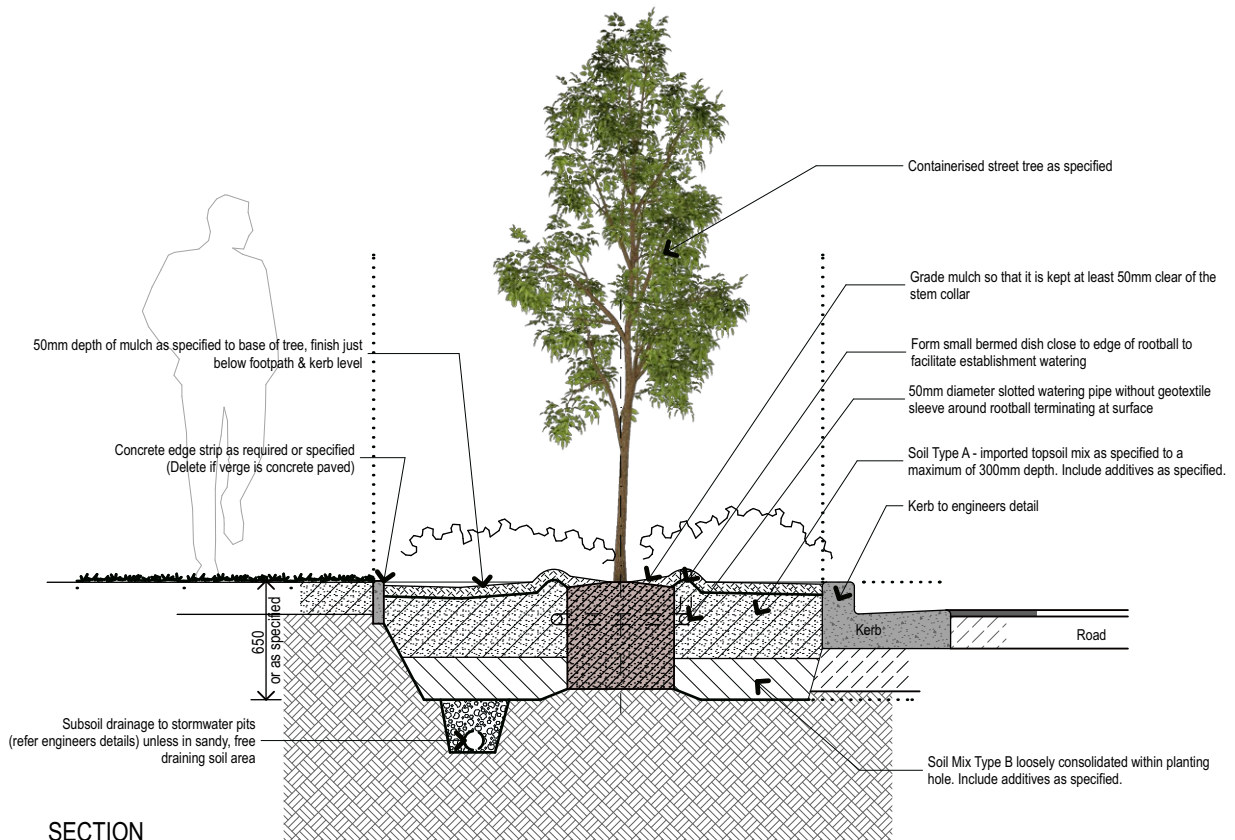 Containerised street tree as specified
Grade mulch so that it is kept at least 50mm clear of the
stem collar
50mm depth of mulch as specified to base of tree, finish just
below footpath & kerb level
Form small bermed dish close to edge of rootball to
facilitate establishment watering
50mm diameter slotted watering pipe without geotextile
sleeve around rootball terminating at surface
Concrete edge strip as required or specified
(Delete if verge is concrete paved)
Soil Type A - imported topsoil mix as specified to a
maximum of 300mm depth. Include additives as specified.
Kerb to engineers detail
Kerb
Road
650
or as specified
Subsoil drainage to stormwater pits
(refer engineers details) unless in sandy, free
draining soil area
Soil Mix Type B loosely consolidated within planting
hole. Include additives as specified.
SECTION